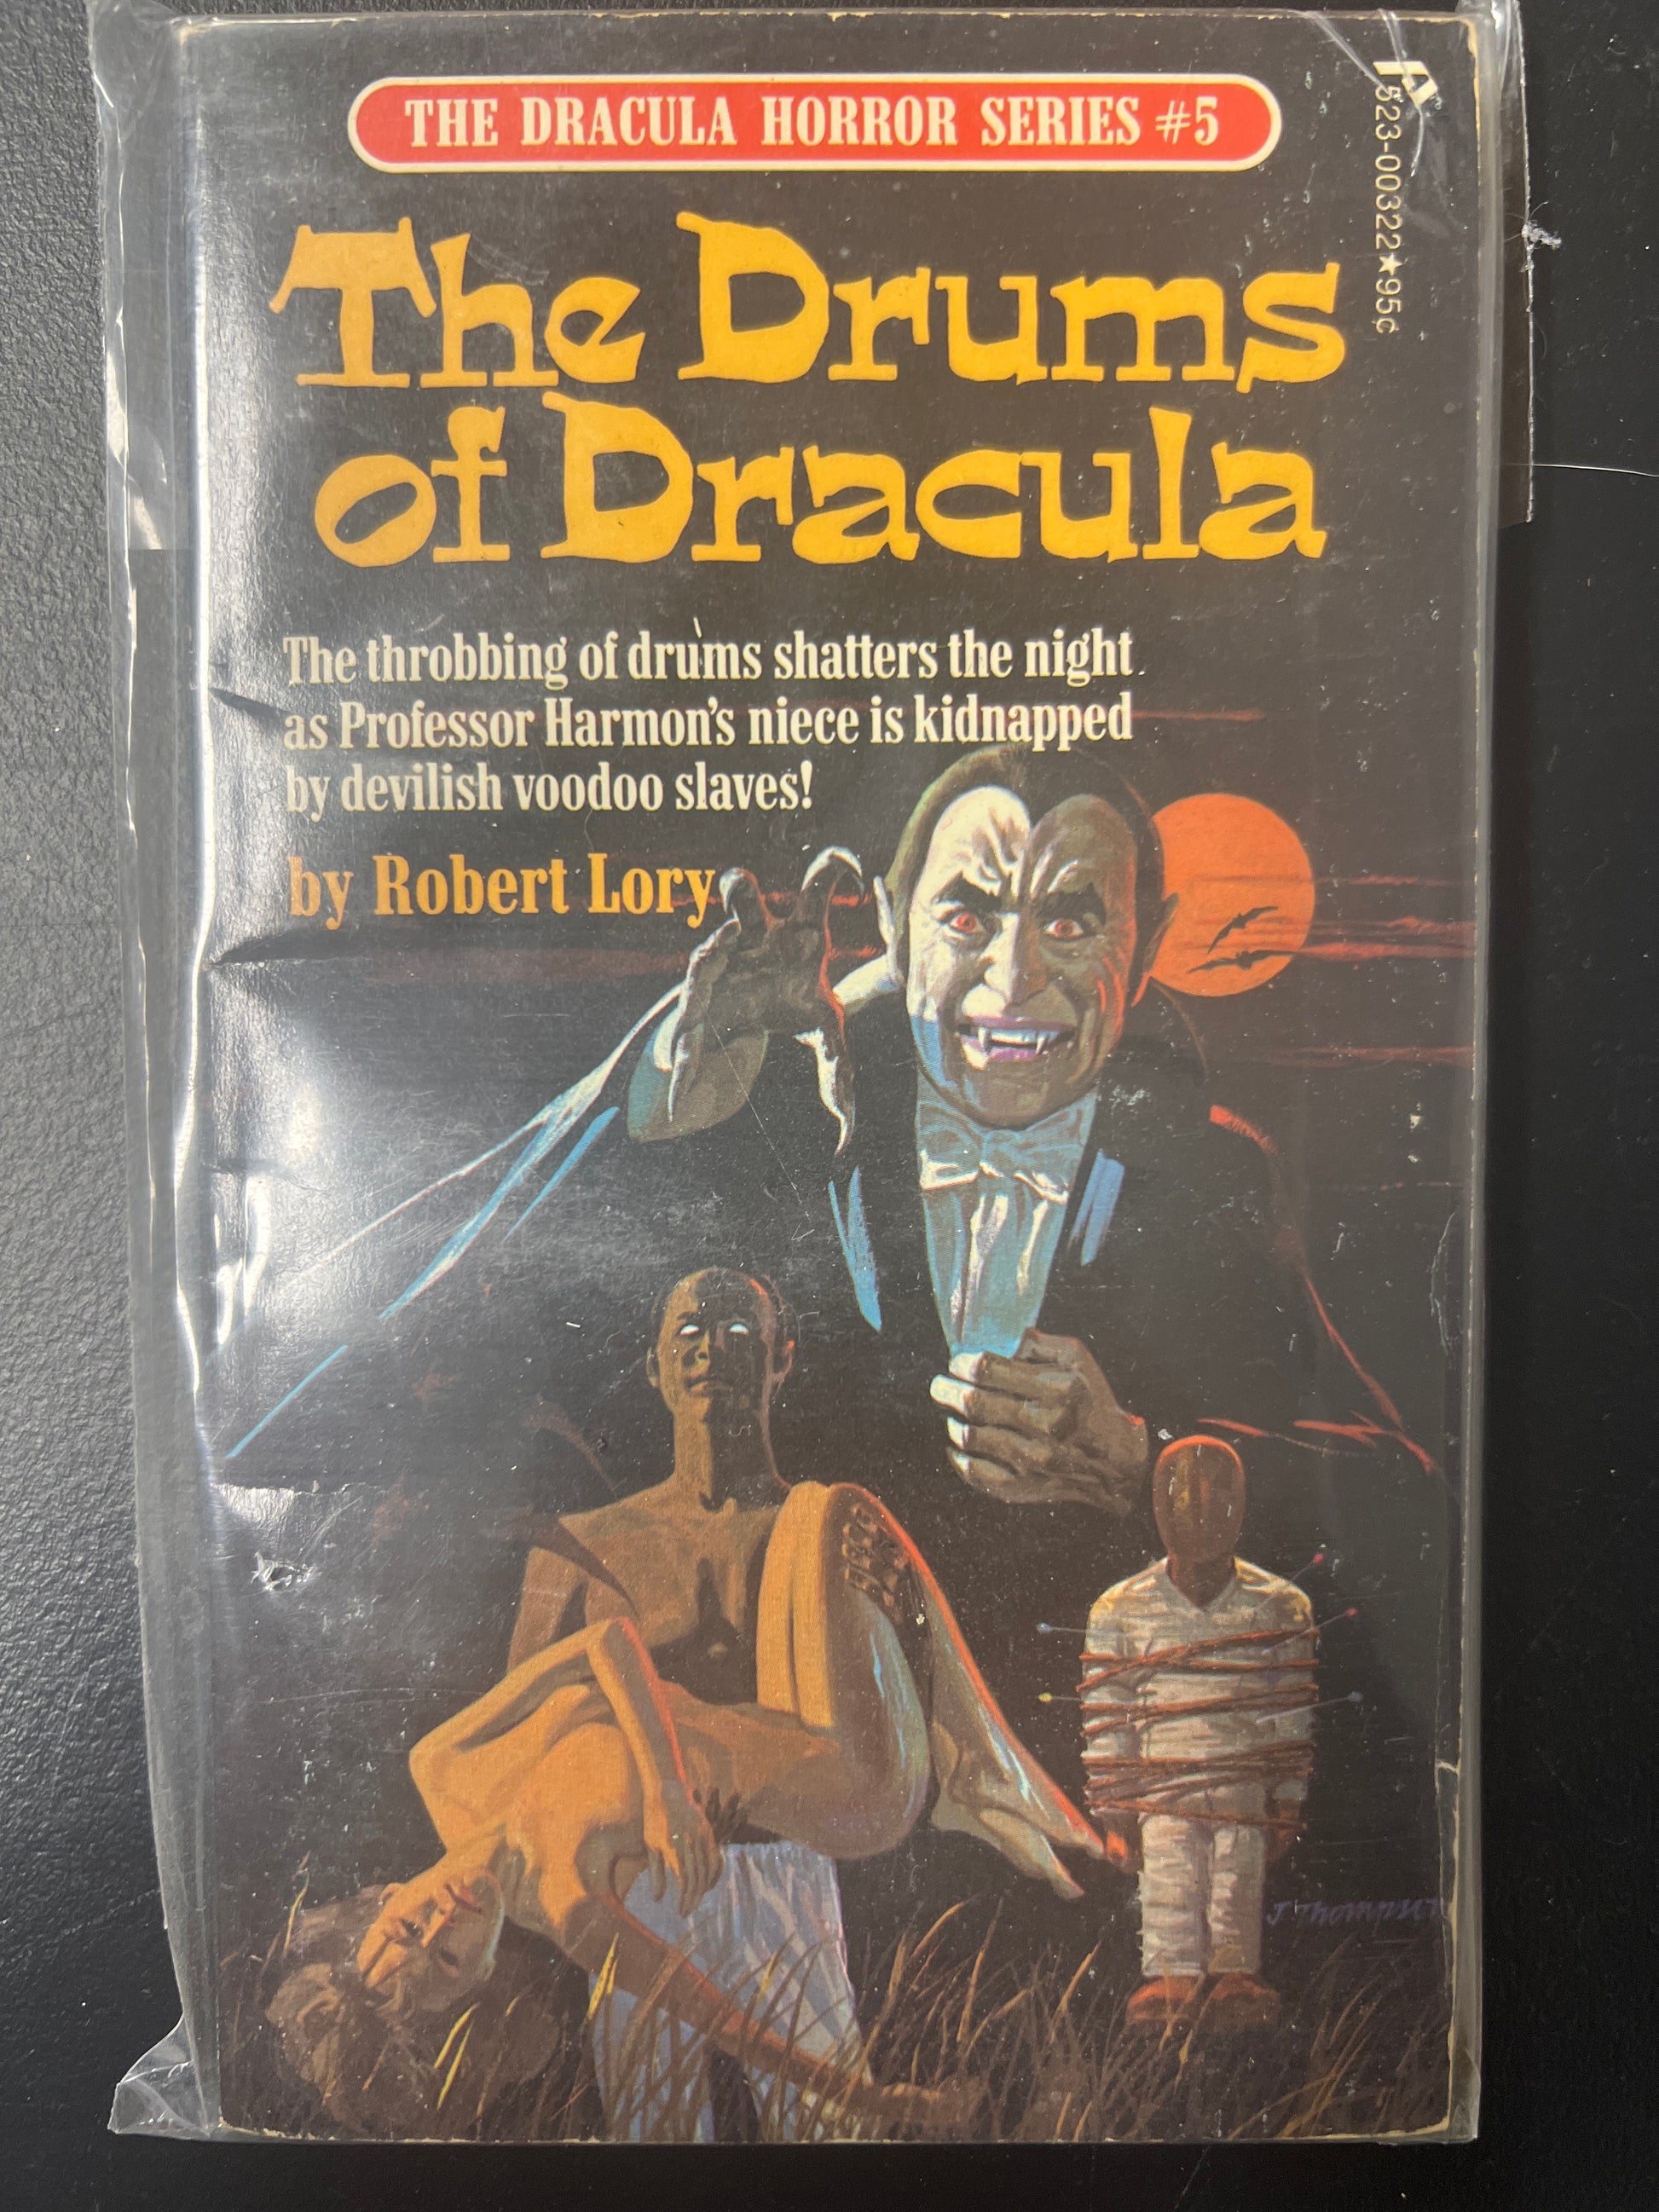 THE DRACULA HORROR SERIES #5
523-00322★95¢
The Drums
of Dracula
The throbbing of drums shatters the night
as Professor Harmon's niece is kidnapped
by devilish voodoo slaves!
by Robert Lory